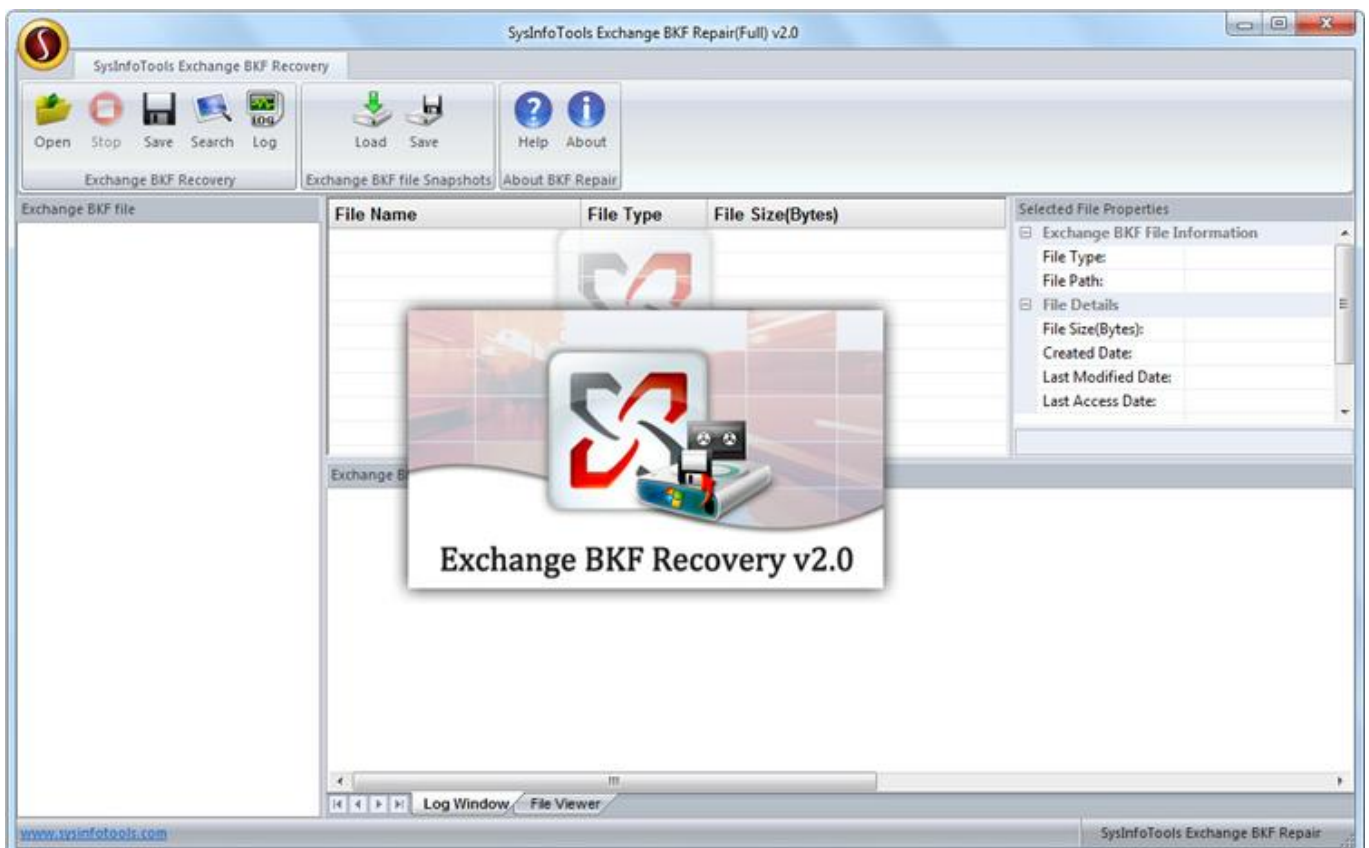 SysInfoTools Exchange BKF Repair(Full) v2.0
SysInfoTools Exchange BKF Recovery
Open Stop Save Search Log
Load Save
Help About
LOG
Exchange BKF Recovery
Exchange BKF file Snapshots
About BKF Repair
Exchange BKF file
File Name File Type File Size(Bytes)
Selected File Properties
Exchange BKF File Information
File Type:
File Path:
File Details
File Size(Bytes):
Created Date:
Last Modified Date:
Last Access Date:
Exchange
Exchange BKF Recovery v2.0
Log Window File Viewer
www.sysinfotools.com
SysInfoTools Exchange BKF Repair